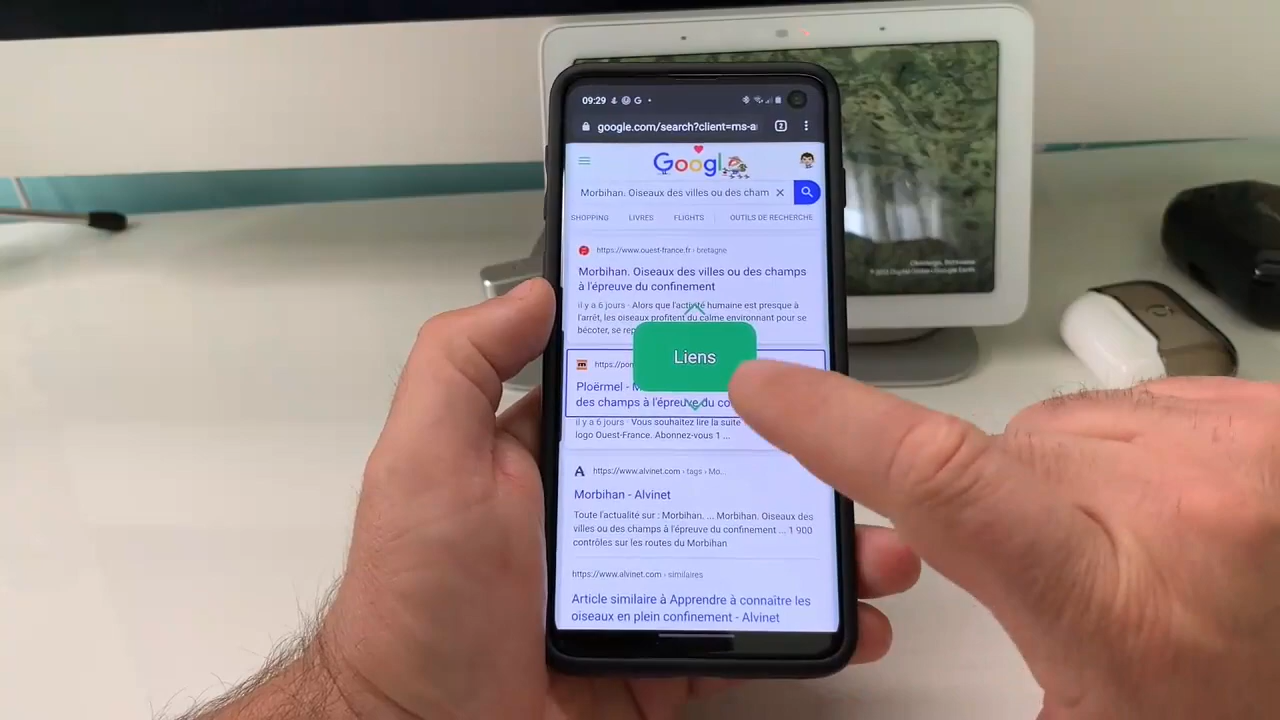 09:29
google.com/search?client=ms-a
2
Googl
Morbihan. Oiseaux des villes ou des cham
SHOPPING LIVRES FLIGHTS OUTILS DE RECHERCHE
https://www.ouest-france.fr › bretagne
Morbihan. Oiseaux des villes ou des champs
à l'épreuve du confinement
il y a 6 jours · Alors que l'activité humaine est presque à
l'arrêt, les oiseaux profitent du calme environnant pour se
bécoter, se rep
Liens
https://por
Ploërmel - M
des champs à l'épreuve du co
il y a 6 jours · Vous souhaitez lire la suite
logo Ouest-France. Abonnez-vous 1 ...
https://www.alvinet.com › tags › Mo...
Morbihan - Alvinet
Toute l'actualité sur : Morbihan. ... Morbihan. Oiseaux des
villes ou des champs à l'épreuve du confinement ... 1 900
contrôles sur les routes du Morbihan
https://www.alvinet.com › similaires
Article similaire à Apprendre à connaître les
oiseaux en plein confinement - Alvinet